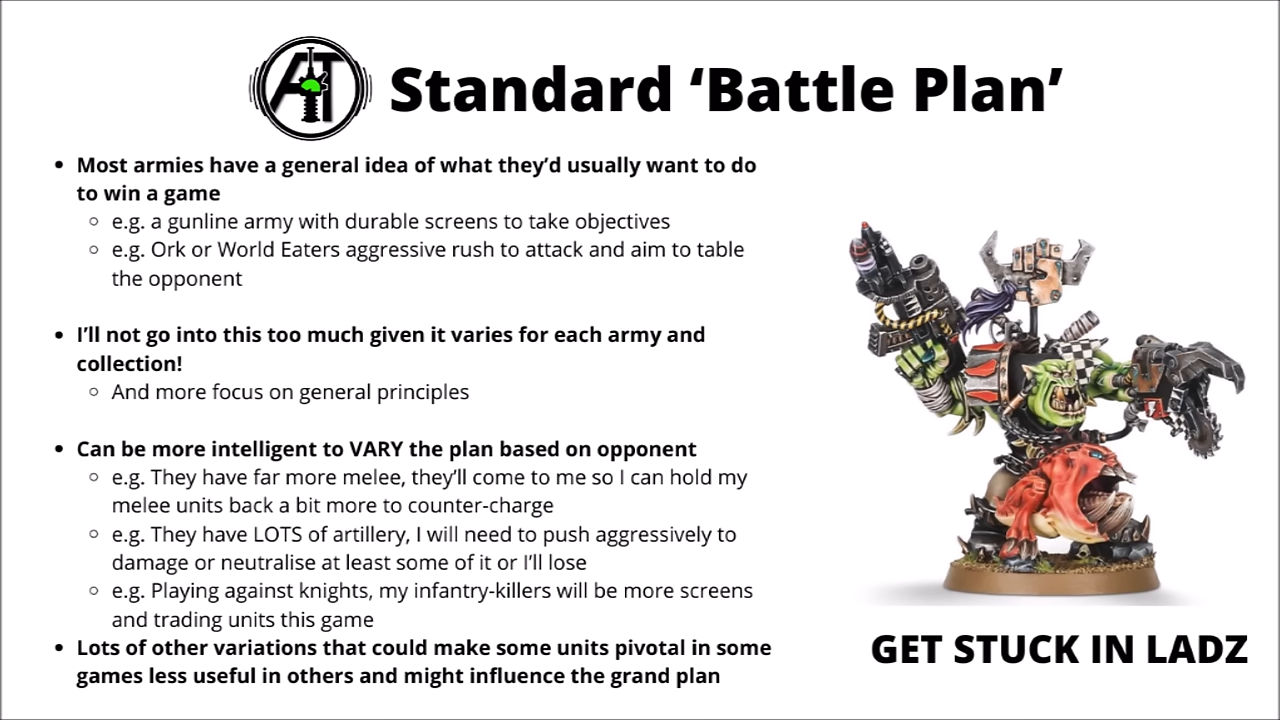 AT
Standard ‘Battle Plan’
• Most armies have a general idea of what they’d usually want to do
to win a game
○ e.g. a gunline army with durable screens to take objectives
○ e.g. Ork or World Eaters aggressive rush to attack and aim to table
the opponent
• I’ll not go into this too much given it varies for each army and
collection!
○ And more focus on general principles
• Can be more intelligent to VARY the plan based on opponent
○ e.g. They have far more melee, they’ll come to me so I can hold my
melee units back a bit more to counter-charge
○ e.g. They have LOTS of artillery, I will need to push aggressively to
damage or neutralise at least some of it or I’ll lose
○ e.g. Playing against knights, my infantry-killers will be more screens
and trading units this game
• Lots of other variations that could make some units pivotal in some
games less useful in others and might influence the grand plan
GET STUCK IN LADZ